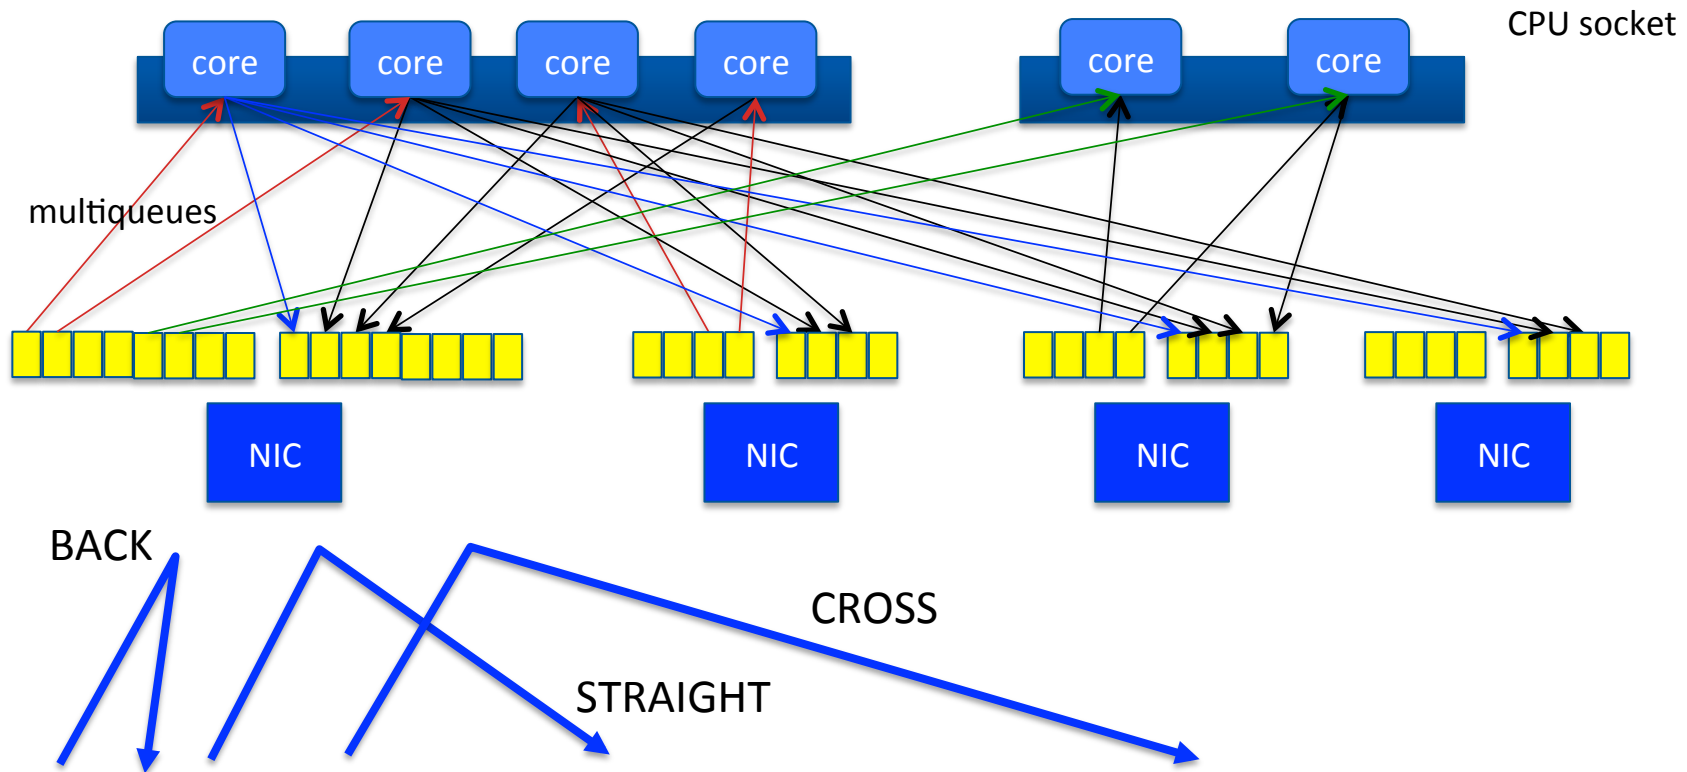 CPU socket
core core core core core core
multiqueues
NIC NIC NIC NIC
BACK
CROSS
STRAIGHT